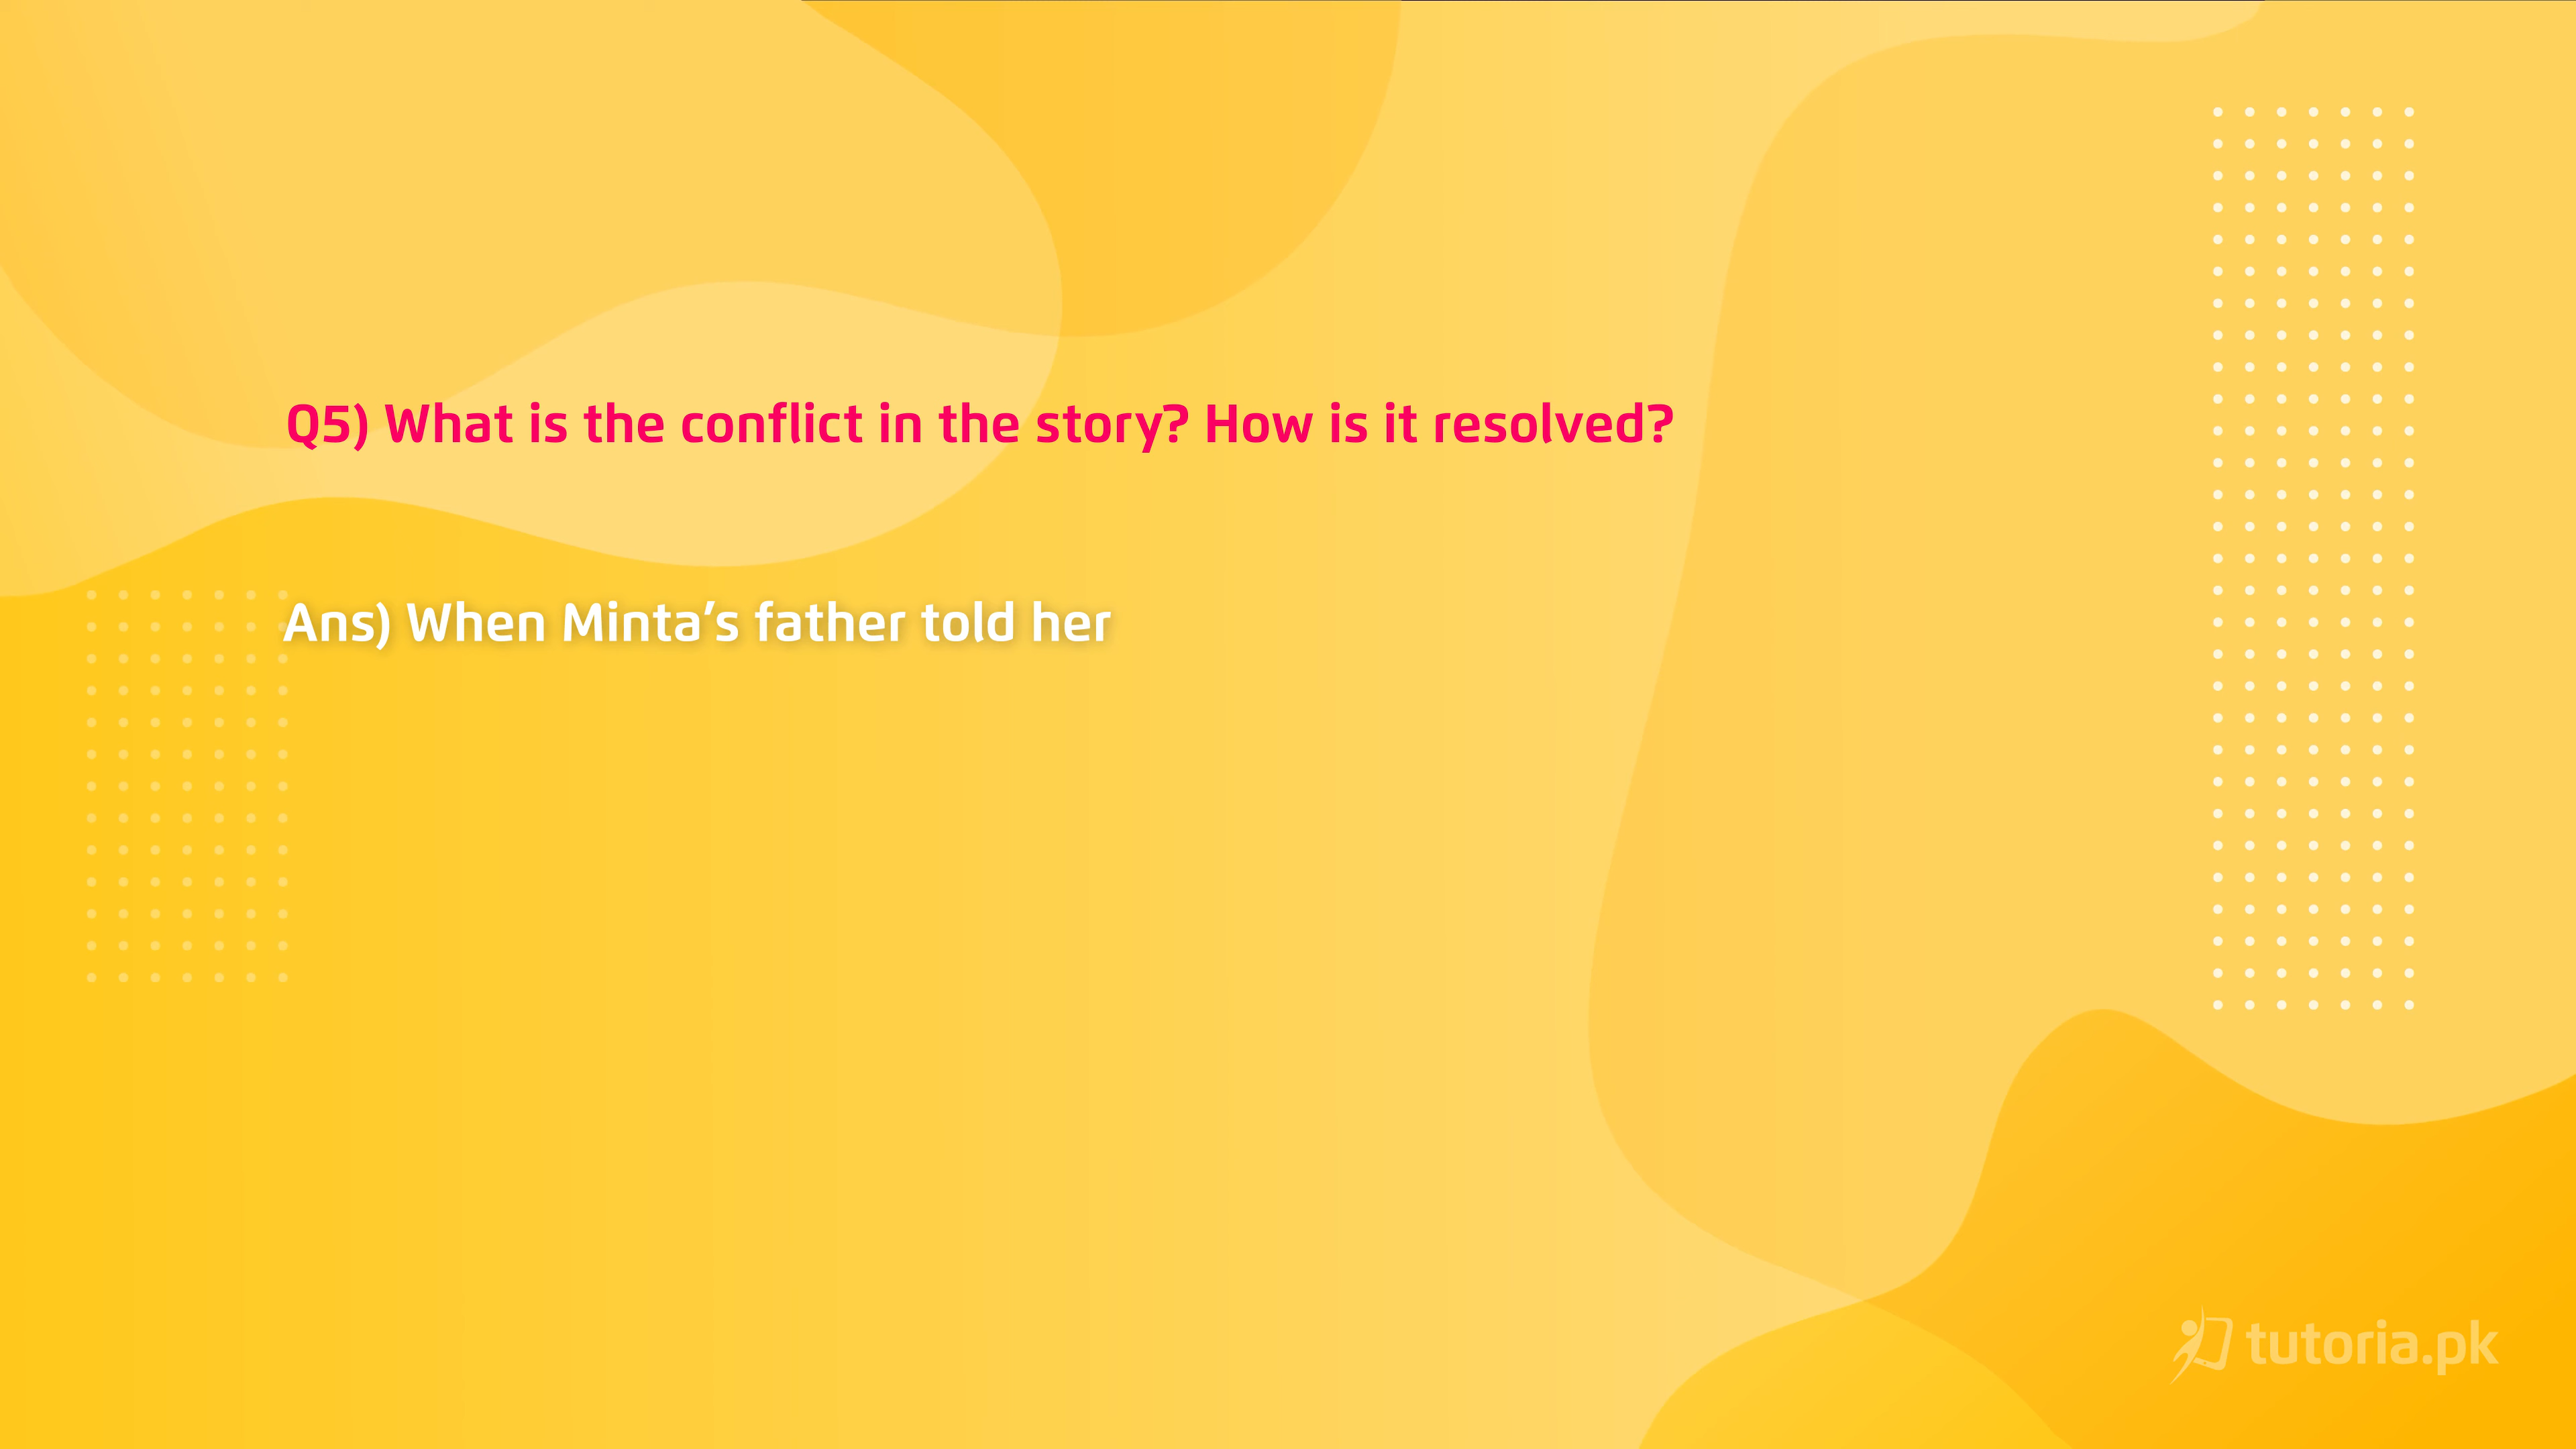 Q5) What is the conflict in the story? How is it resolved?
Ans) When Minta’s father told her
tutoria.pk